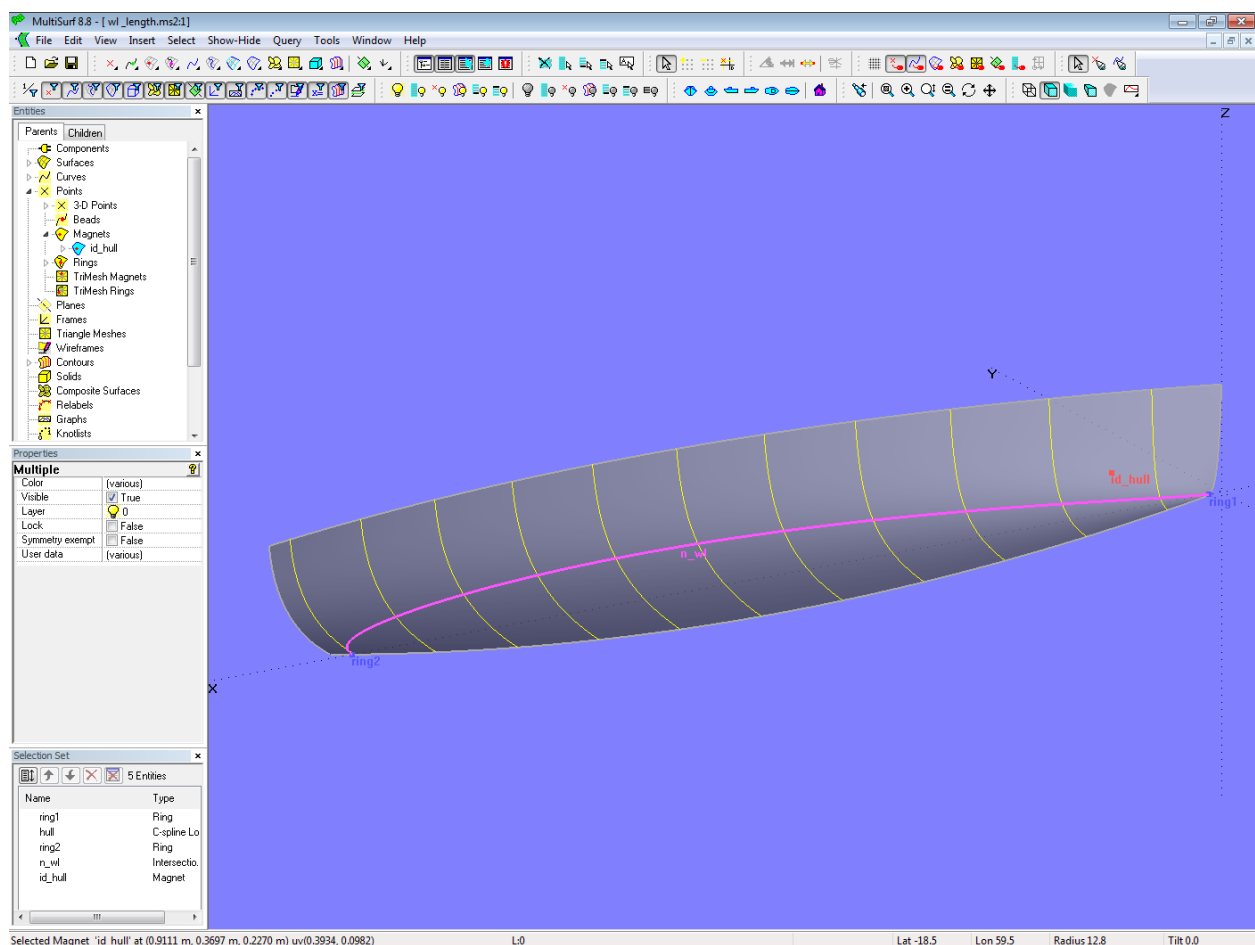 MultiSurf 8.8 - [ wl _length.ms2:1]
File Edit View Insert Select Show-Hide Query Tools Window Help
Entities
Parents Children
Components
Surfaces
Curves
Points
3-D Points
Beads
Magnets
id_hull
Rings
TriMesh Magnets
TriMesh Rings
Planes
Frames
Triangle Meshes
Wireframes
Contours
Solids
Composite Surfaces
Relabels
Graphs
Knotlists
Z
Y
id_hull
ring1
n_wl
ring2
X
Properties
Multiple
Color (various)
Visible True
Layer 0
Lock False
Symmetry exempt False
User data (various)
Selection Set
5 Entities
Name Type
ring1 Ring
hull C-spline Lo
ring2 Ring
n_wl Intersectio.
id_hull Magnet
Selected Magnet 'id_hull' at (0.9111 m, 0.3697 m, 0.2270 m) uv(0.3934, 0.0982) L:0 Lat -18.5 Lon 59.5 Radius 12.8 Tilt 0.0